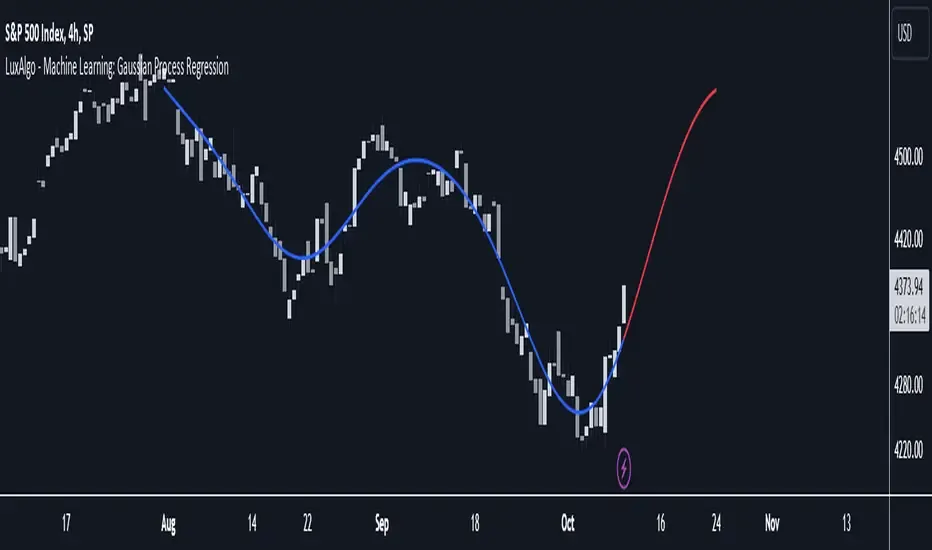 S&P 500 Index, 4h, SP
USD
LuxAlgo - Machine Learning: Gaussian Process Regression
4500.00
4420.00
4373.94
02:16:14
4280.00
4220.00
17 Aug 14 22 Sep 18 Oct 16 24 Nov 13